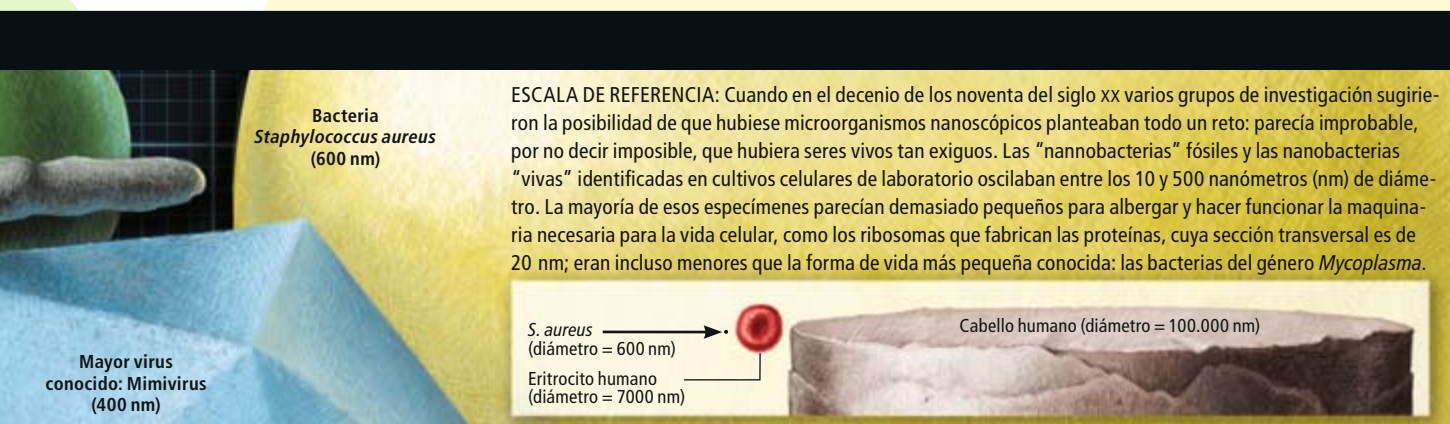 Bacteria
Staphylococcus aureus
(600 nm)
ESCALA DE REFERENCIA: Cuando en el decenio de los noventa del siglo XX varios grupos de investigación sugirie-
ron la posibilidad de que hubiese microorganismos nanoscópicos planteaban todo un reto: parecía improbable,
por no decir imposible, que hubiera seres vivos tan exiguos. Las “nannobacterias” fósiles y las nanobacterias
“vivas” identificadas en cultivos celulares de laboratorio oscilaban entre los 10 y 500 nanómetros (nm) de diáme-
tro. La mayoría de esos especímenes parecían demasiado pequeños para albergar y hacer funcionar la maquina-
ria necesaria para la vida celular, como los ribosomas que fabrican las proteínas, cuya sección transversal es de
20 nm; eran incluso menores que la forma de vida más pequeña conocida: las bacterias del género Mycoplasma.
S. aureus
(diámetro = 600 nm)
Eritrocito humano
(diámetro = 7000 nm)
Cabello humano (diámetro = 100.000 nm)
Mayor virus
conocido: Mimivirus
(400 nm)